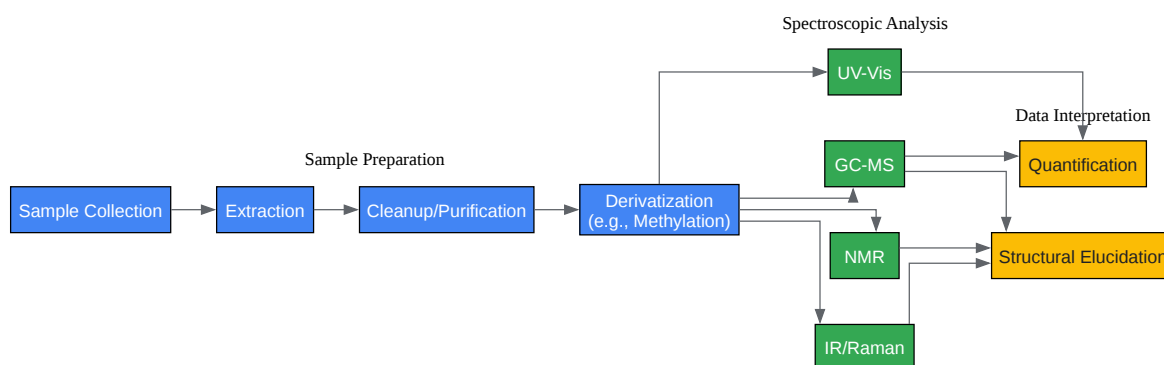 Spectroscopic Analysis
UV-Vis
Data Interpretation
Sample Preparation
GC-MS
Quantification
Sample Collection
Extraction
Cleanup/Purification
Derivatization
(e.g., Methylation)
NMR
Structural Elucidation
IR/Raman